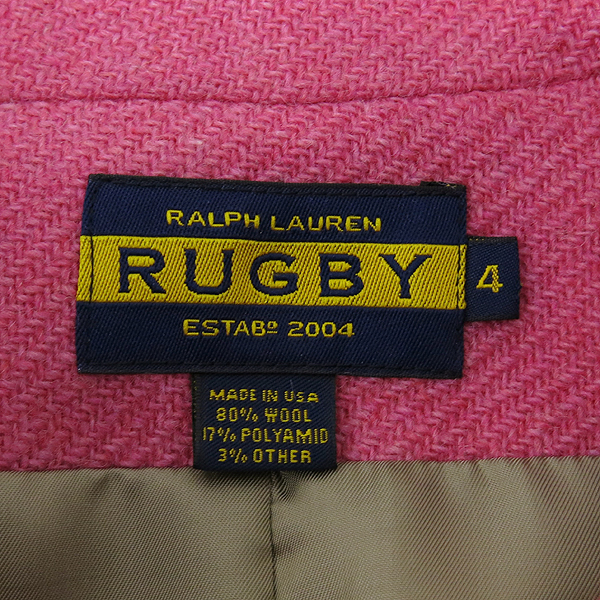 RALPH LAUREN
RUGBY
4
ESTABº 2004
MADE IN USA
80% WOOL
17% POLYAMID
3% OTHER